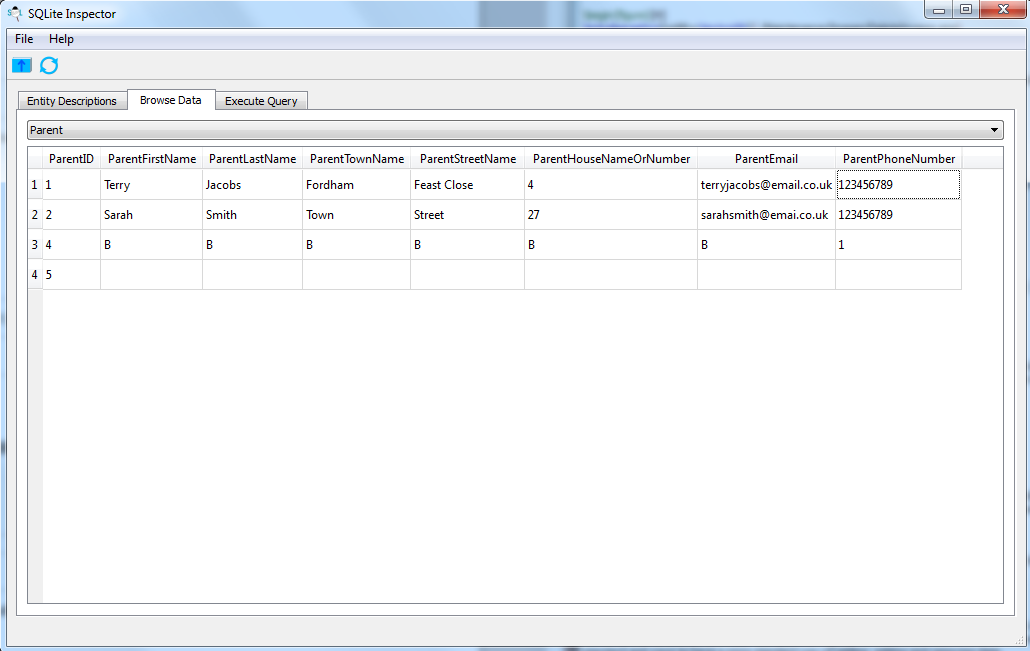 SQLite Inspector
File Help
Entity Descriptions Browse Data Execute Query
Parent
ParentID ParentFirstName ParentLastName ParentTownName ParentStreetName ParentHouseNameOrNumber ParentEmail ParentPhoneNumber
1 1 Terry Jacobs Fordham Feast Close 4 terryjacobs@email.co.uk 123456789
2 2 Sarah Smith Town Street 27 sarahsmith@emai.co.uk 123456789
3 4 B B B B B B 1
4 5